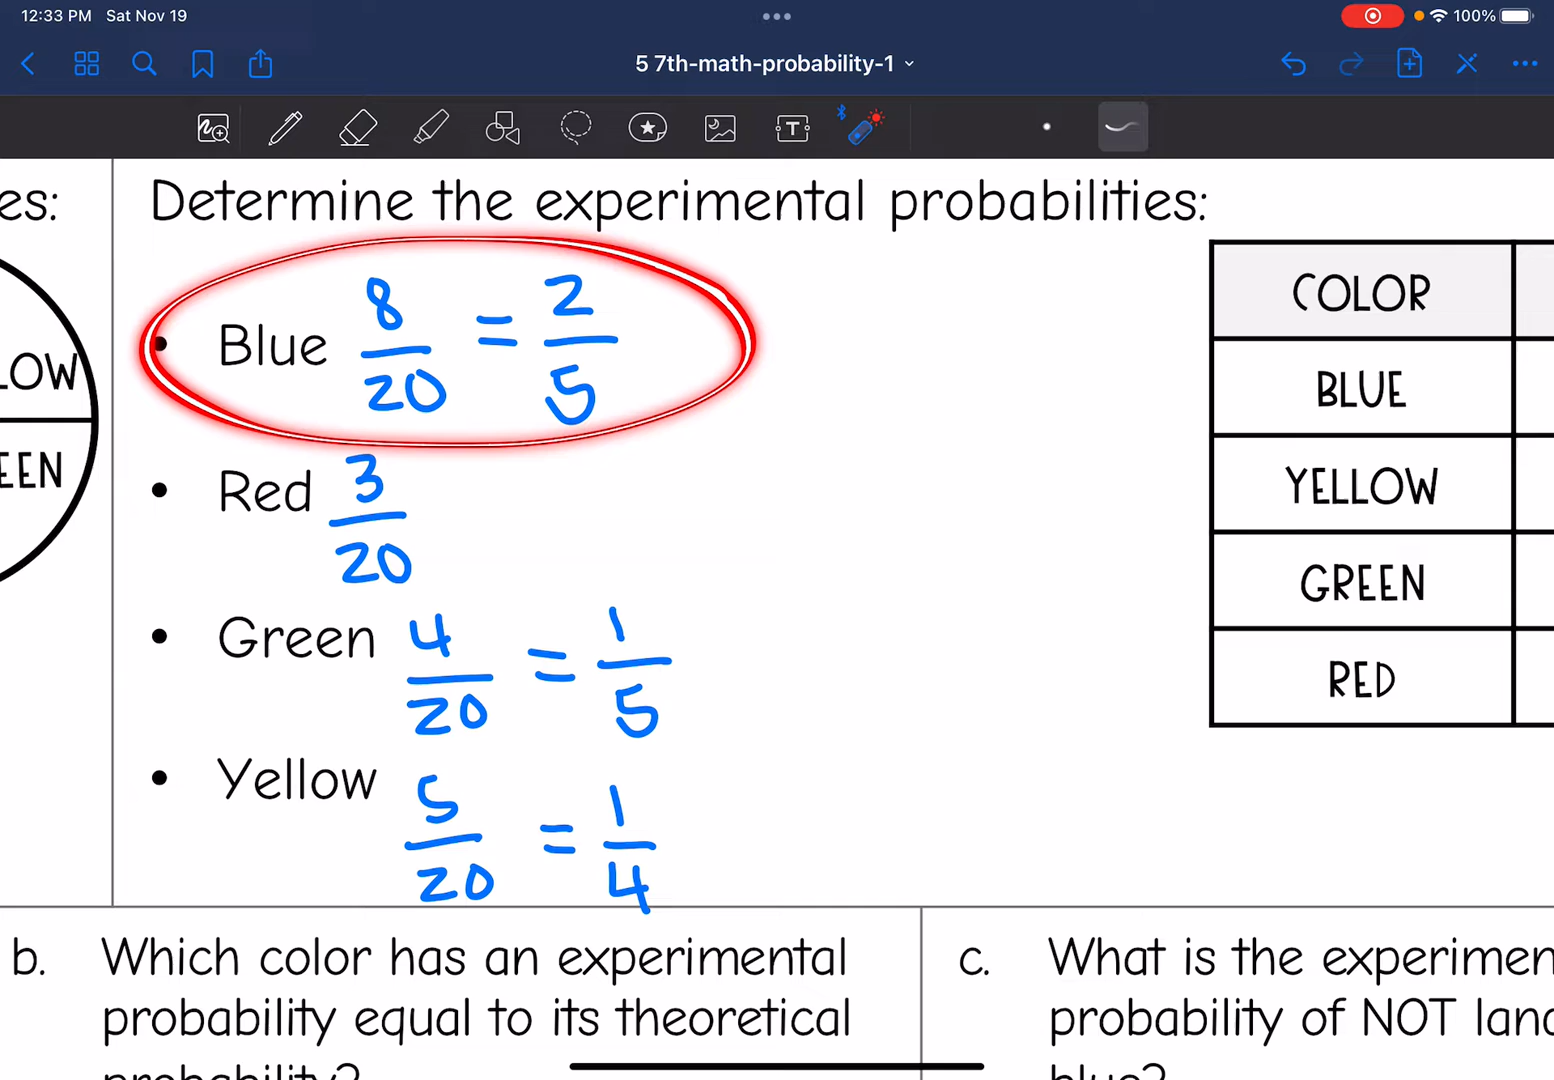 12:33 PM Sat Nov 19
100%
5 7th-math-probability-1
T
es:
LOW
EEN
Determine the experimental probabilities:
• Blue 8/20 = 2/5
• Red 3/20
• Green 4/20 = 1/5
• Yellow 5/20 = 1/4
COLOR
BLUE
YELLOW
GREEN
RED
b. Which color has an experimental
probability equal to its theoretical
probability?
c. What is the experimen
probability of NOT land
blue?